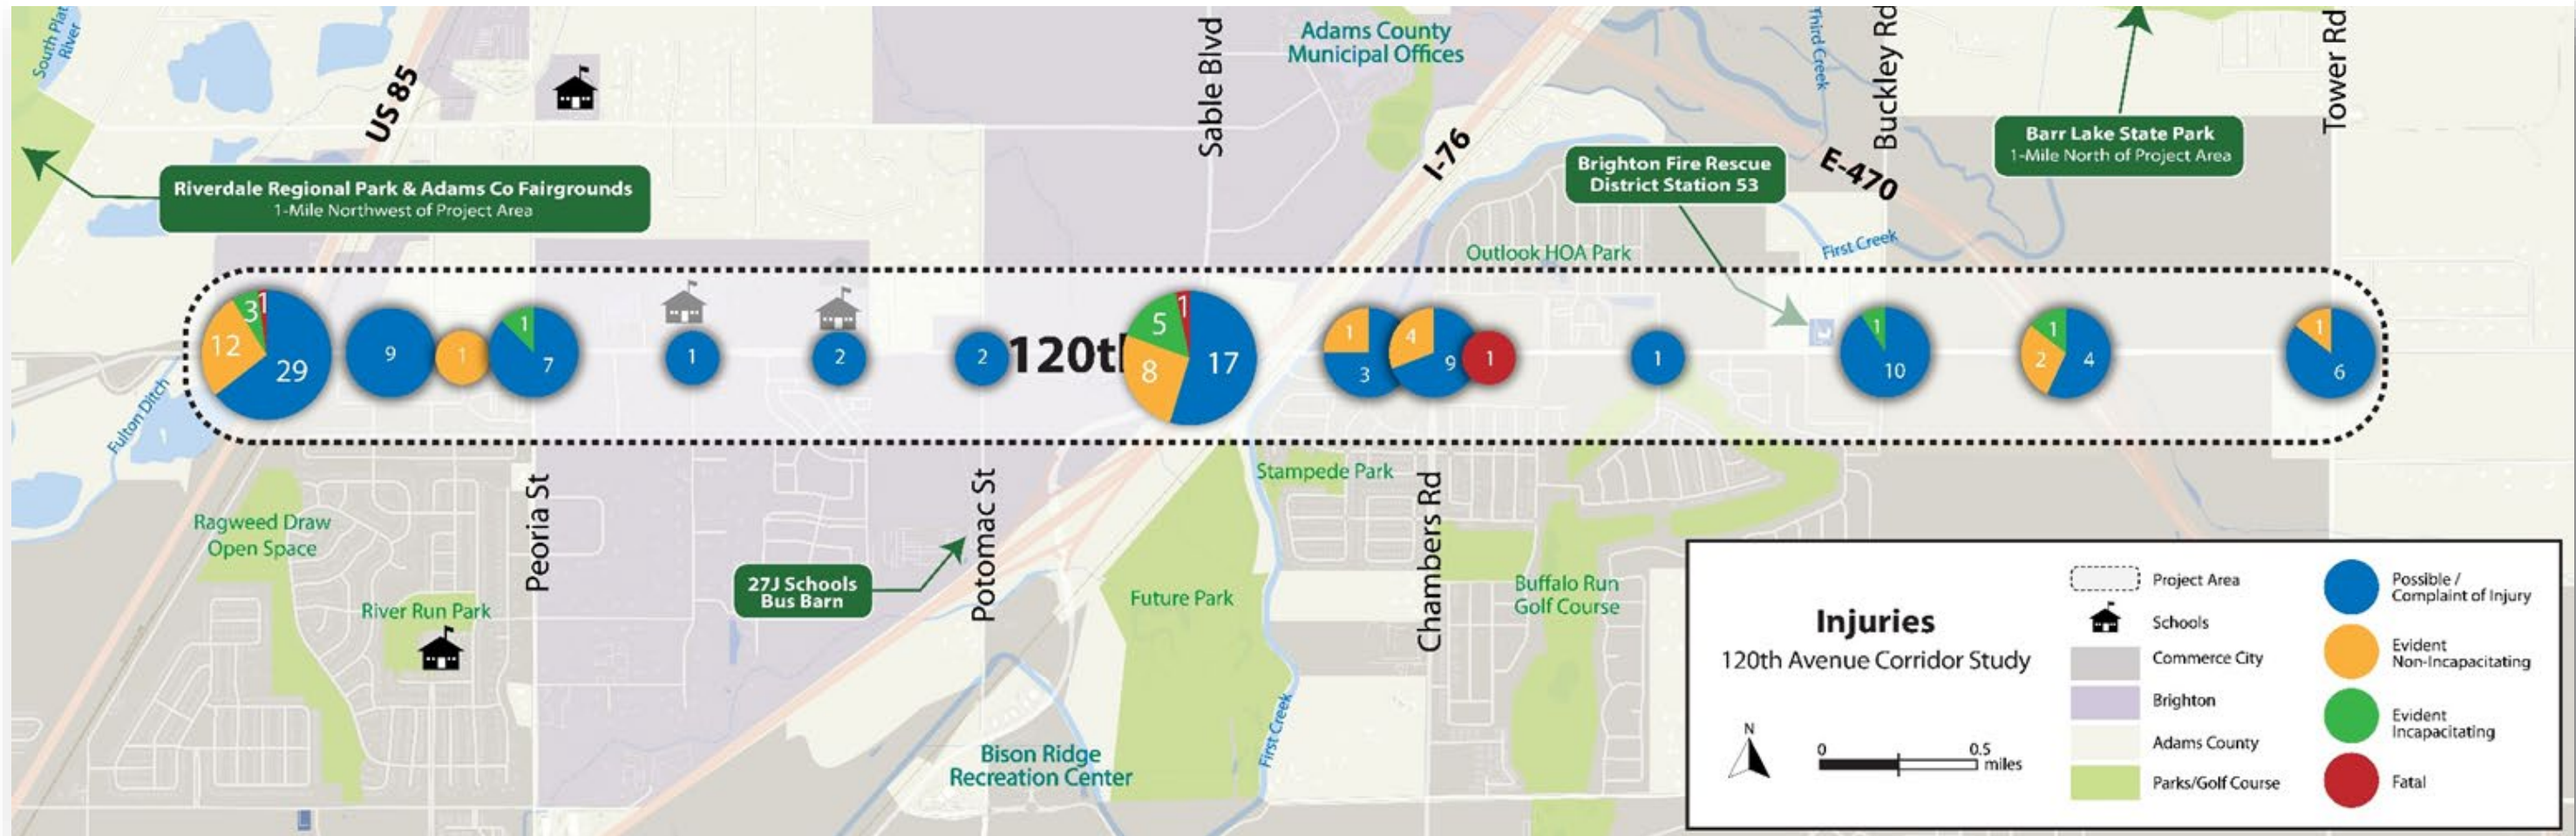 South Plat
River
US 85
Sable Blvd
Adams County
Municipal Offices
I-76
Third Creek
Buckley Rd
Tower Rd
Barr Lake State Park
1-Mile North of Project Area
Brighton Fire Rescue
District Station 53
E-470
Riverdale Regional Park & Adams Co Fairgrounds
1-Mile Northwest of Project Area
First Creek
Outlook HOA Park
12
3
1
29
9
1
1
7
1
2
2
120th
5
1
8
17
1
3
4
9
1
1
1
10
1
2
4
1
6
Fulton Ditch
Stampede Park
Ragweed Draw
Open Space
Peoria St
Potomac St
Chambers Rd
27J Schools
Bus Barn
River Run Park
Future Park
Buffalo Run
Golf Course
First Creek
Bison Ridge
Recreation Center
Injuries
120th Avenue Corridor Study
N
0
0.5
miles
Project Area
Schools
Commerce City
Brighton
Adams County
Parks/Golf Course
Possible /
Complaint of Injury
Evident
Non-Incapacitating
Evident
Incapacitating
Fatal